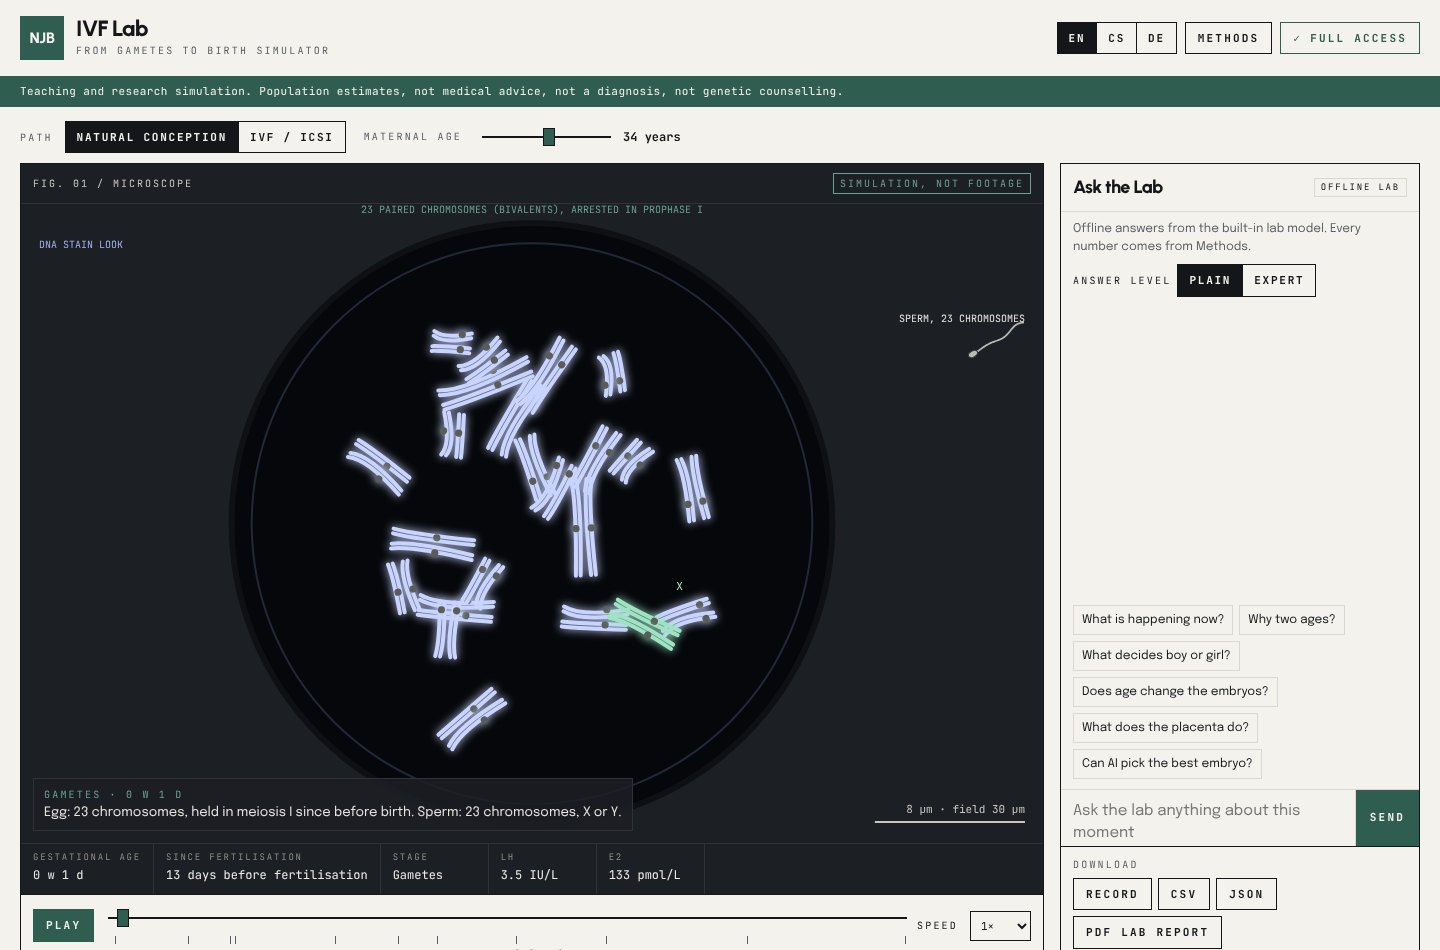 NJB
IVF Lab
FROM GAMETES TO BIRTH SIMULATOR
EN CS DE METHODS ✓ FULL ACCESS
Teaching and research simulation. Population estimates, not medical advice, not a diagnosis, not genetic counselling.
PATH NATURAL CONCEPTION IVF / ICSI MATERNAL AGE 34 years
FIG. 01 / MICROSCOPE
SIMULATION, NOT FOOTAGE
23 PAIRED CHROMOSOMES (BIVALENTS), ARRESTED IN PROPHASE I
DNA STAIN LOOK
SPERM, 23 CHROMOSOMES
X
GAMETES · 0 W 1 D
Egg: 23 chromosomes, held in meiosis I since before birth. Sperm: 23 chromosomes, X or Y.
8 µm · field 30 µm
GESTATIONAL AGE
0 w 1 d
SINCE FERTILISATION
13 days before fertilisation
STAGE
Gametes
LH
3.5 IU/L
E2
133 pmol/L
PLAY
SPEED 1×
Ask the Lab
OFFLINE LAB
Offline answers from the built-in lab model. Every
number comes from Methods.
ANSWER LEVEL PLAIN EXPERT
What is happening now? Why two ages?
What decides boy or girl?
Does age change the embryos?
What does the placenta do?
Can AI pick the best embryo?
Ask the lab anything about this
moment
SEND
DOWNLOAD
RECORD CSV JSON
PDF LAB REPORT